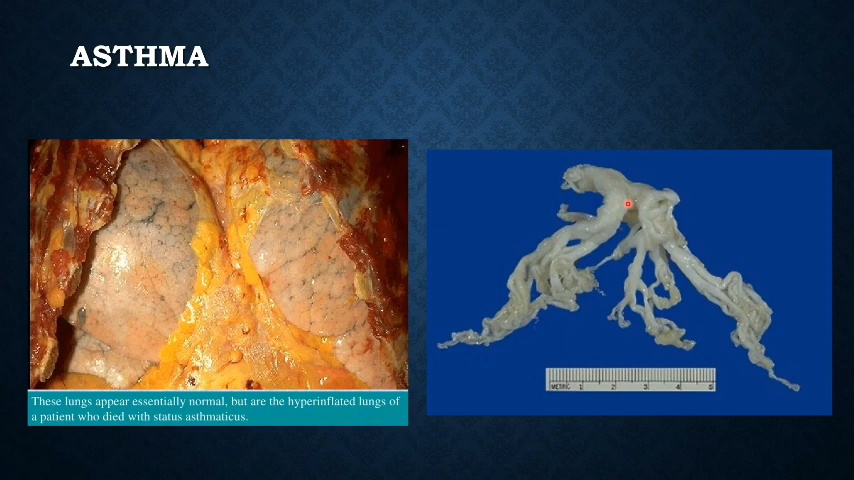 ASTHMA
These lungs appear essentially normal, but are the hyperinflated lungs of
a patient who died with status asthmaticus.
METRIC 1 2 3 4 5